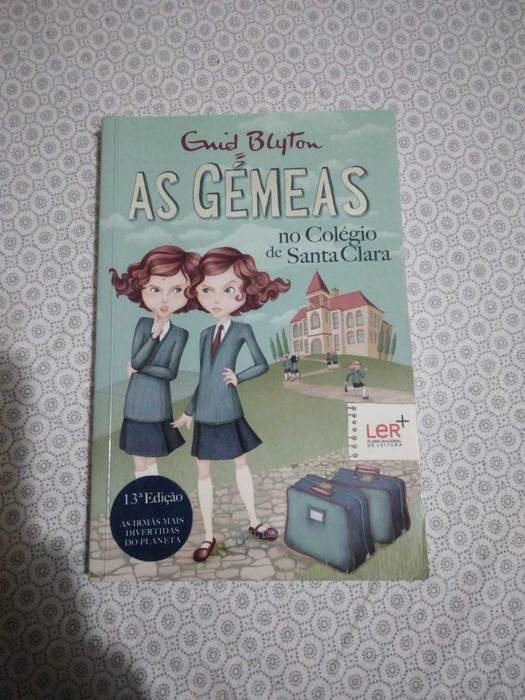 Enid Blyton
AS GÉMEAS
no Colégio
de Santa Clara
LeR+
PLANO NACIONAL
DE LEITURA
13ª Edição
AS IRMÃS MAIS
DIVERTIDAS
DO PLANETA